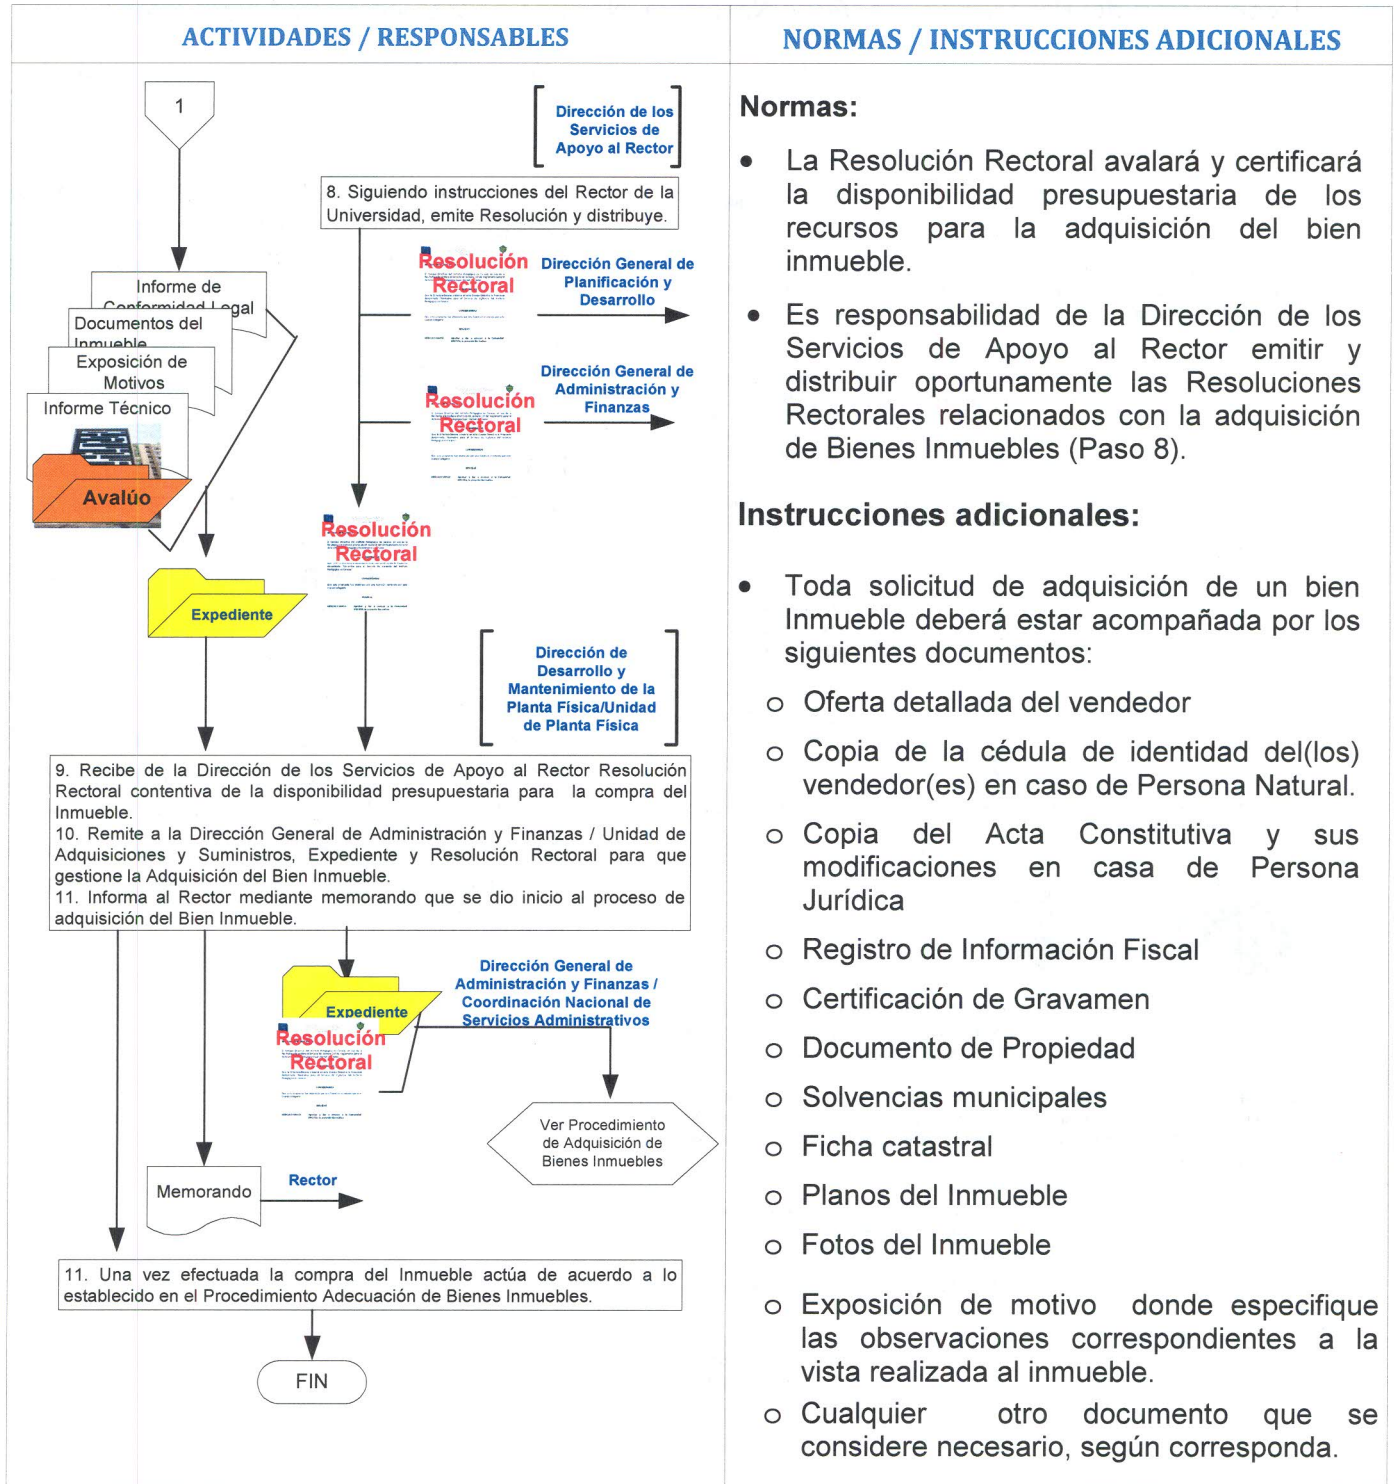 ACTIVIDADES / RESPONSABLES
1
Dirección de los
Servicios de
Apoyo al Rector
8. Siguiendo instrucciones del Rector de la
Universidad, emite Resolución y distribuye.
Resolución
Rectoral
Dirección General de
Planificación y
Desarrollo
Informe de
Conformidad Legal
Documentos del
Inmueble
Exposición de
Motivos
Informe Técnico
Avalúo
Resolución
Rectoral
Dirección General de
Administración y
Finanzas
Resolución
Rectoral
Expediente
Dirección de
Desarrollo y
Mantenimiento de la
Planta Física/Unidad
de Planta Física
9. Recibe de la Dirección de los Servicios de Apoyo al Rector Resolución
Rectoral contentiva de la disponibilidad presupuestaria para la compra del
Inmueble.
10. Remite a la Dirección General de Administración y Finanzas / Unidad de
Adquisiciones y Suministros, Expediente y Resolución Rectoral para que
gestione la Adquisición del Bien Inmueble.
11. Informa al Rector mediante memorando que se dio inicio al proceso de
adquisición del Bien Inmueble.
Expediente
Resolución
Rectoral
Dirección General de
Administración y Finanzas /
Coordinación Nacional de
Servicios Administrativos
Ver Procedimiento
de Adquisición de
Bienes Inmuebles
Memorando
Rector
11. Una vez efectuada la compra del Inmueble actúa de acuerdo a lo
establecido en el Procedimiento Adecuación de Bienes Inmuebles.
FIN
NORMAS / INSTRUCCIONES ADICIONALES
Normas:
• La Resolución Rectoral avalará y certificará
la disponibilidad presupuestaria de los
recursos para la adquisición del bien
inmueble.
• Es responsabilidad de la Dirección de los
Servicios de Apoyo al Rector emitir y
distribuir oportunamente las Resoluciones
Rectorales relacionados con la adquisición
de Bienes Inmuebles (Paso 8).
Instrucciones adicionales:
• Toda solicitud de adquisición de un bien
Inmueble deberá estar acompañada por los
siguientes documentos:
o Oferta detallada del vendedor
o Copia de la cédula de identidad del(los)
vendedor(es) en caso de Persona Natural.
o Copia del Acta Constitutiva y sus
modificaciones en casa de Persona
Jurídica
o Registro de Información Fiscal
o Certificación de Gravamen
o Documento de Propiedad
o Solvencias municipales
o Ficha catastral
o Planos del Inmueble
o Fotos del Inmueble
o Exposición de motivo donde especifique
las observaciones correspondientes a la
vista realizada al inmueble.
o Cualquier otro documento que se
considere necesario, según corresponda.